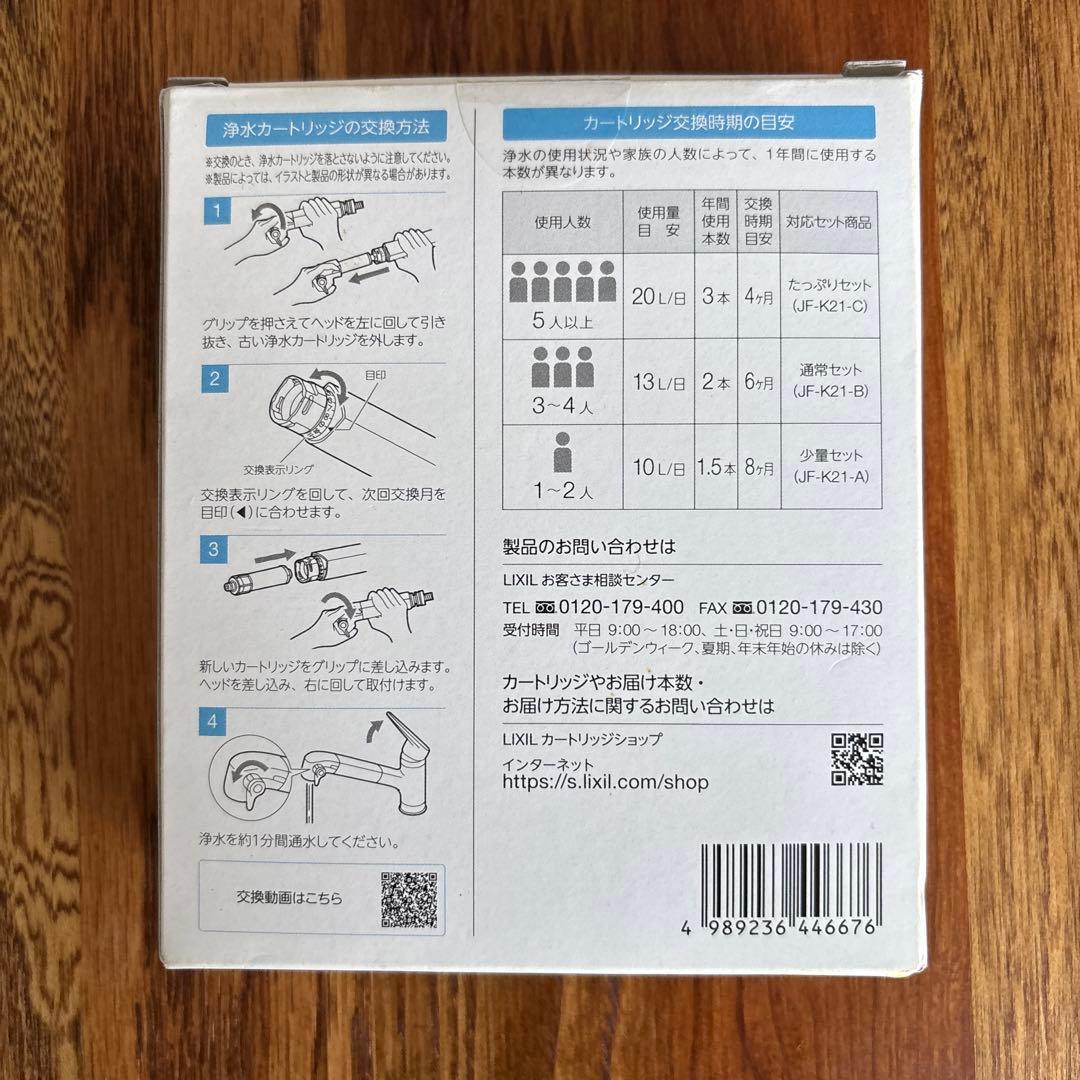 浄水カートリッジの交換方法
※交換のとき、浄水カートリッジを落とさないように注意してください。
※製品によっては、イラストと製品の形状が異なる場合があります。
1
グリップを押さえてヘッドを左に回して引き
抜き、古い浄水カートリッジを外します。
2
目印
交換表示リング
交換表示リングを回して、次回交換月を
目印(◀)に合わせます。
3
新しいカートリッジをグリップに差し込みます。
ヘッドを差し込み、右に回して取付けます。
4
浄水を約1分間通水してください。
交換動画はこちら
カートリッジ交換時期の目安
浄水の使用状況や家族の人数によって、1年間に使用する
本数が異なります。
使用人数 使用量目安 年間使用本数 交換時期目安 対応セット商品
5人以上 20L/日 3本 4ヶ月 たっぷりセット(JF-K21-C)
3～4人 13L/日 2本 6ヶ月 通常セット(JF-K21-B)
1～2人 10L/日 1.5本 8ヶ月 少量セット(JF-K21-A)
製品のお問い合わせは
LIXIL お客さま相談センター
TEL 0120-179-400 FAX 0120-179-430
受付時間 平日 9:00～18:00、土・日・祝日 9:00～17:00
(ゴールデンウィーク、夏期、年末年始の休みは除く)
カートリッジやお届け本数・
お届け方法に関するお問い合わせは
LIXIL カートリッジショップ
インターネット
https://s.lixil.com/shop
4 989236 446676